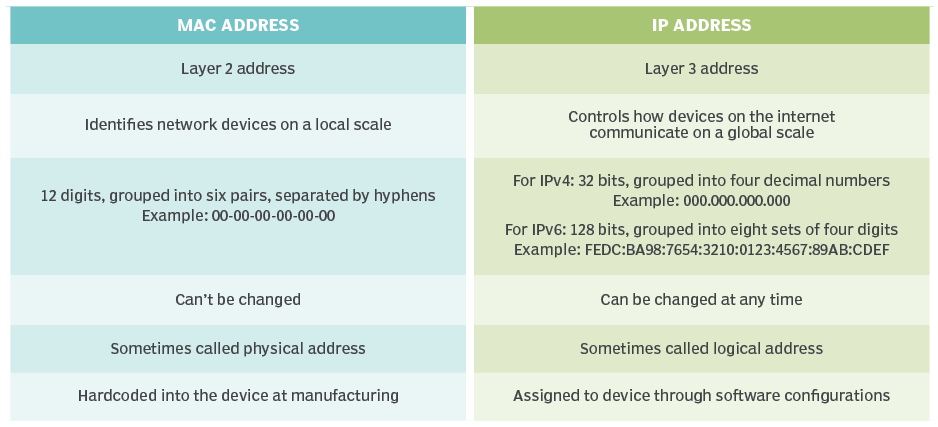 MAC ADDRESS
IP ADDRESS
Layer 2 address
Layer 3 address
Identifies network devices on a local scale
Controls how devices on the internet
communicate on a global scale
12 digits, grouped into six pairs, separated by hyphens
Example: 00-00-00-00-00-00
For IPv4: 32 bits, grouped into four decimal numbers
Example: 000.000.000.000
For IPv6: 128 bits, grouped into eight sets of four digits
Example: FEDC:BA98:7654:3210:0123:4567:89AB:CDEF
Can’t be changed
Can be changed at any time
Sometimes called physical address
Sometimes called logical address
Hardcoded into the device at manufacturing
Assigned to device through software configurations